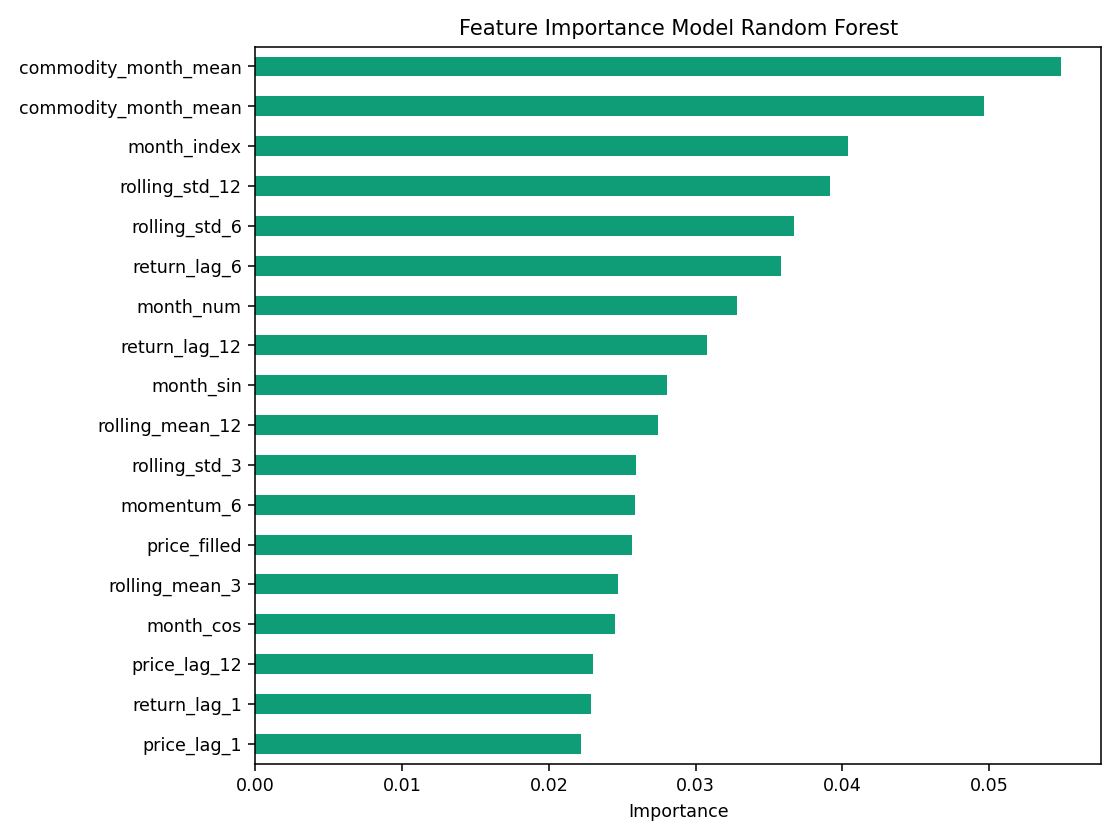 Feature Importance Model Random Forest
commodity_month_mean
commodity_month_mean
month_index
rolling_std_12
rolling_std_6
return_lag_6
month_num
return_lag_12
month_sin
rolling_mean_12
rolling_std_3
momentum_6
price_filled
rolling_mean_3
month_cos
price_lag_12
return_lag_1
price_lag_1
0.00 0.01 0.02 0.03 0.04 0.05
Importance